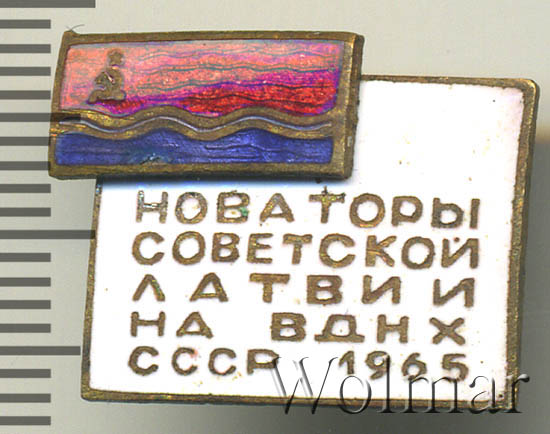 НОВАТОРЫ
СОВЕТСКОЙ
ЛАТВИИ
НА ВДНХ
СССР 1965
Wolmar